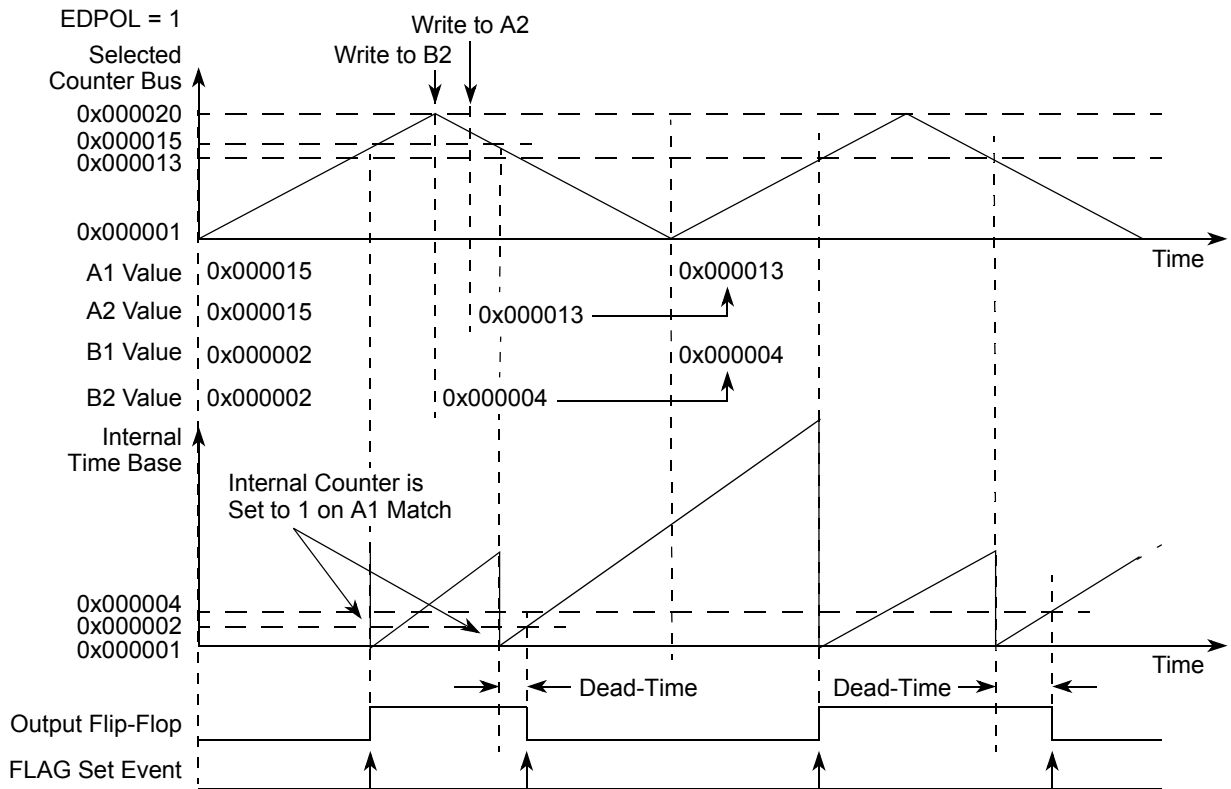 EDPOL = 1
Write to A2
Selected
Counter Bus
Write to B2
0x000020
0x000015
0x000013
0x000001
Time
A1 Value 0x000015 0x000013
A2 Value 0x000015 0x000013
B1 Value 0x000002 0x000004
B2 Value 0x000002 0x000004
Internal
Time Base
Internal Counter is
Set to 1 on A1 Match
0x000004
0x000002
0x000001
Time
Dead-Time Dead-Time
Output Flip-Flop
FLAG Set Event